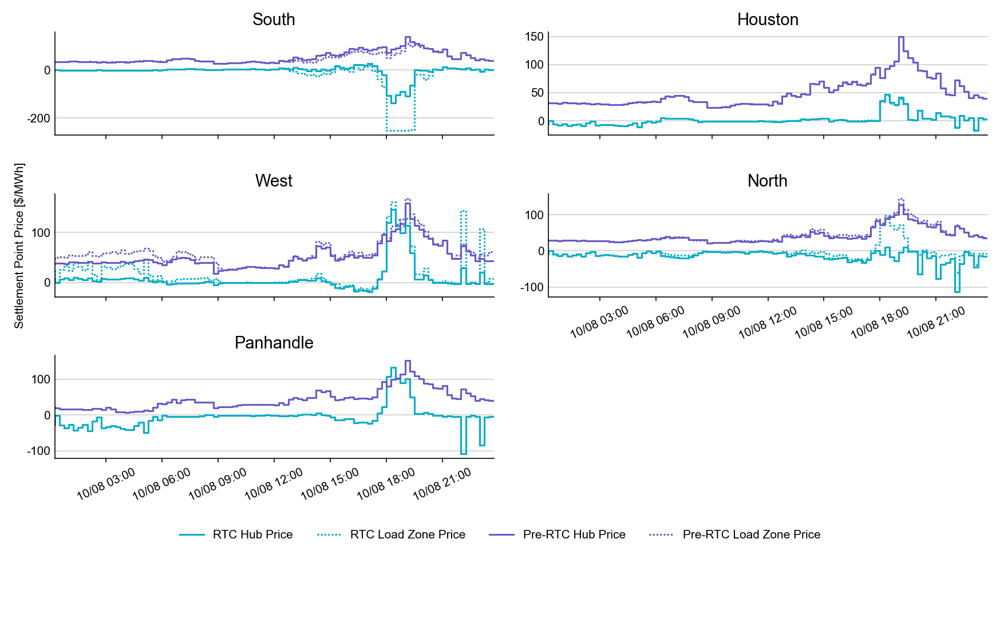 South
0
-200
Houston
150
100
50
0
Settlement Point Price [$/MWh]
West
100
0
North
100
0
-100
10/08 03:00
10/08 06:00
10/08 09:00
10/08 12:00
10/08 15:00
10/08 18:00
10/08 21:00
Panhandle
100
0
-100
10/08 03:00
10/08 06:00
10/08 09:00
10/08 12:00
10/08 15:00
10/08 18:00
10/08 21:00
RTC Hub Price
RTC Load Zone Price
Pre-RTC Hub Price
Pre-RTC Load Zone Price